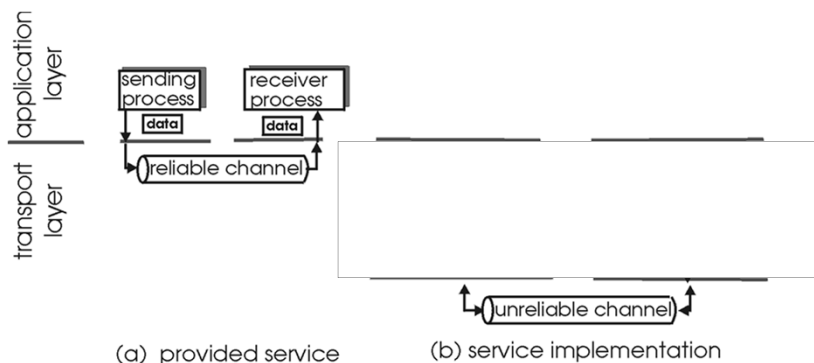 application
layer
transport
layer
sending
process
receiver
process
data
data
reliable channel
unreliable channel
(a) provided service
(b) service implementation